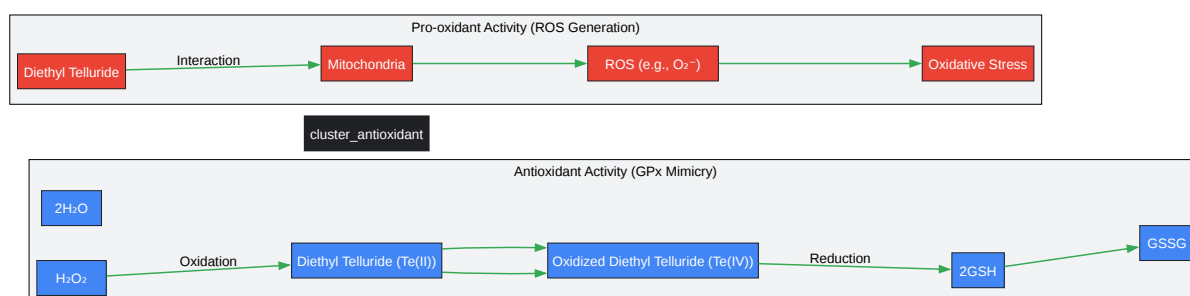 Pro-oxidant Activity (ROS Generation)
Diethyl Telluride
Interaction
Mitochondria
ROS (e.g., O₂⁻)
Oxidative Stress
cluster_antioxidant
Antioxidant Activity (GPx Mimicry)
2H₂O
H₂O₂
Oxidation
Diethyl Telluride (Te(II))
Oxidized Diethyl Telluride (Te(IV))
Reduction
2GSH
GSSG